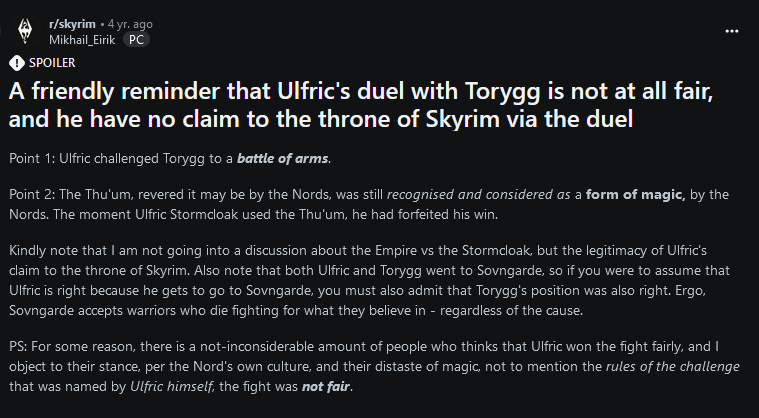 r/skyrim • 4 yr. ago
Mikhail_Eirik PC
SPOILER
A friendly reminder that Ulfric's duel with Torygg is not at all fair,
and he have no claim to the throne of Skyrim via the duel
Point 1: Ulfric challenged Torygg to a battle of arms.
Point 2: The Thu'um, revered it may be by the Nords, was still recognised and considered as a form of magic, by the
Nords. The moment Ulfric Stormcloak used the Thu'um, he had forfeited his win.
Kindly note that I am not going into a discussion about the Empire vs the Stormcloak, but the legitimacy of Ulfric's
claim to the throne of Skyrim. Also note that both Ulfric and Torygg went to Sovngarde, so if you were to assume that
Ulfric is right because he gets to go to Sovngarde, you must also admit that Torygg's position was also right. Ergo,
Sovngarde accepts warriors who die fighting for what they believe in - regardless of the cause.
PS: For some reason, there is a not-inconsiderable amount of people who thinks that Ulfric won the fight fairly, and I
object to their stance, per the Nord's own culture, and their distaste of magic, not to mention the rules of the challenge
that was named by Ulfric himself, the fight was not fair.